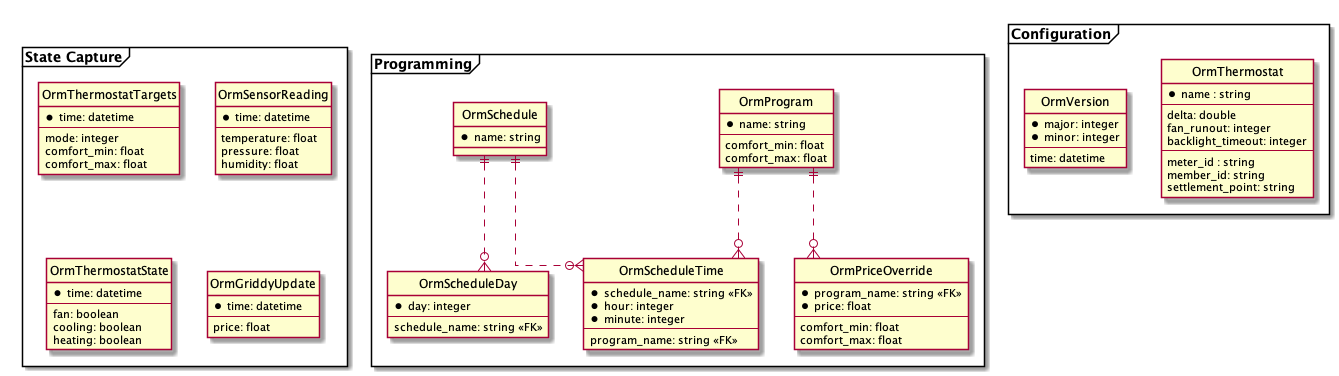 State Capture
OrmThermostatTargets
time: datetime
mode: integer
comfort_min: float
comfort_max: float
OrmSensorReading
time: datetime
temperature: float
pressure: float
humidity: float
OrmThermostatState
time: datetime
fan: boolean
cooling: boolean
heating: boolean
OrmGriddyUpdate
time: datetime
price: float
Programming
OrmSchedule
name: string
OrmProgram
name: string
comfort_min: float
comfort_max: float
OrmScheduleDay
day: integer
schedule_name: string «FK»
OrmScheduleTime
schedule_name: string «FK»
hour: integer
minute: integer
program_name: string «FK»
OrmPriceOverride
program_name: string «FK»
price: float
comfort_min: float
comfort_max: float
Configuration
OrmVersion
major: integer
minor: integer
time: datetime
OrmThermostat
name : string
delta: double
fan_runout: integer
backlight_timeout: integer
meter_id : string
member_id: string
settlement_point: string